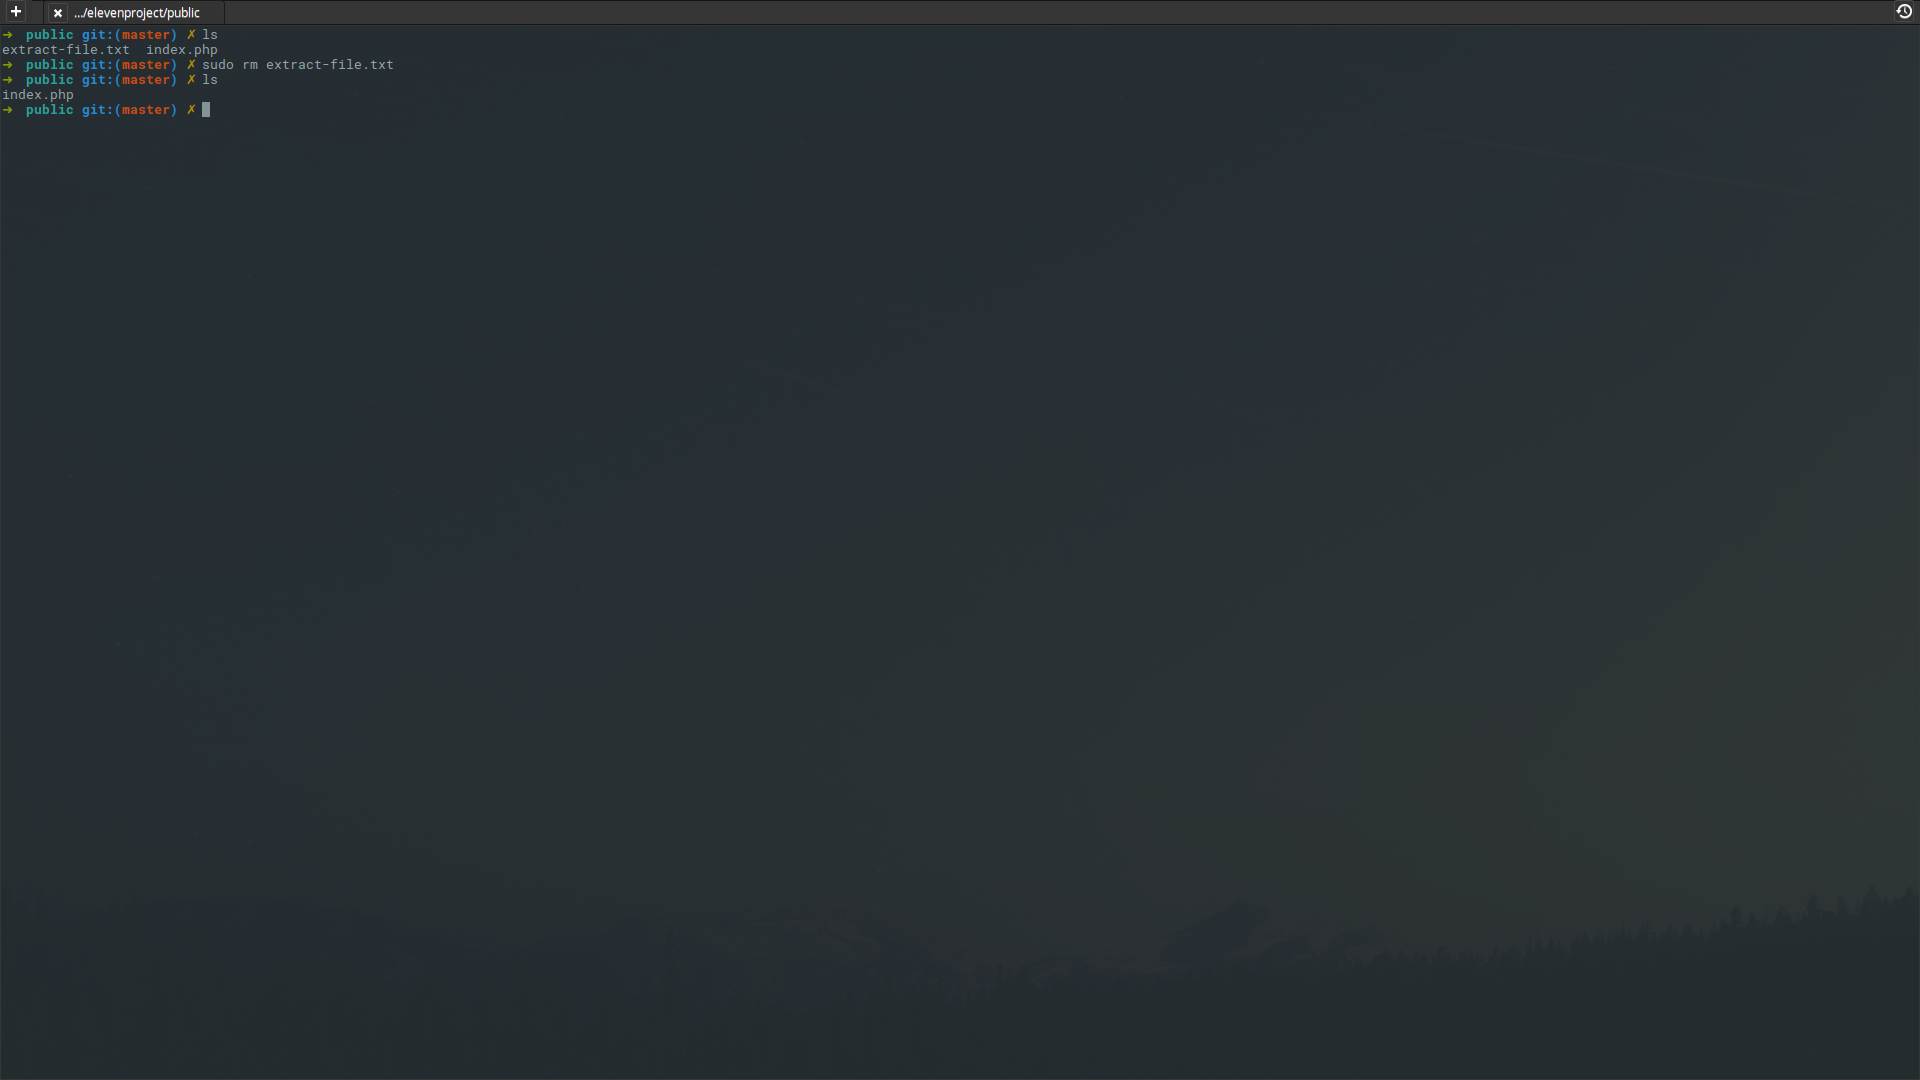 .../elevenproject/public
➜ public git:(master) ✗ ls
extract-file.txt index.php
➜ public git:(master) ✗ sudo rm extract-file.txt
➜ public git:(master) ✗ ls
index.php
➜ public git:(master) ✗